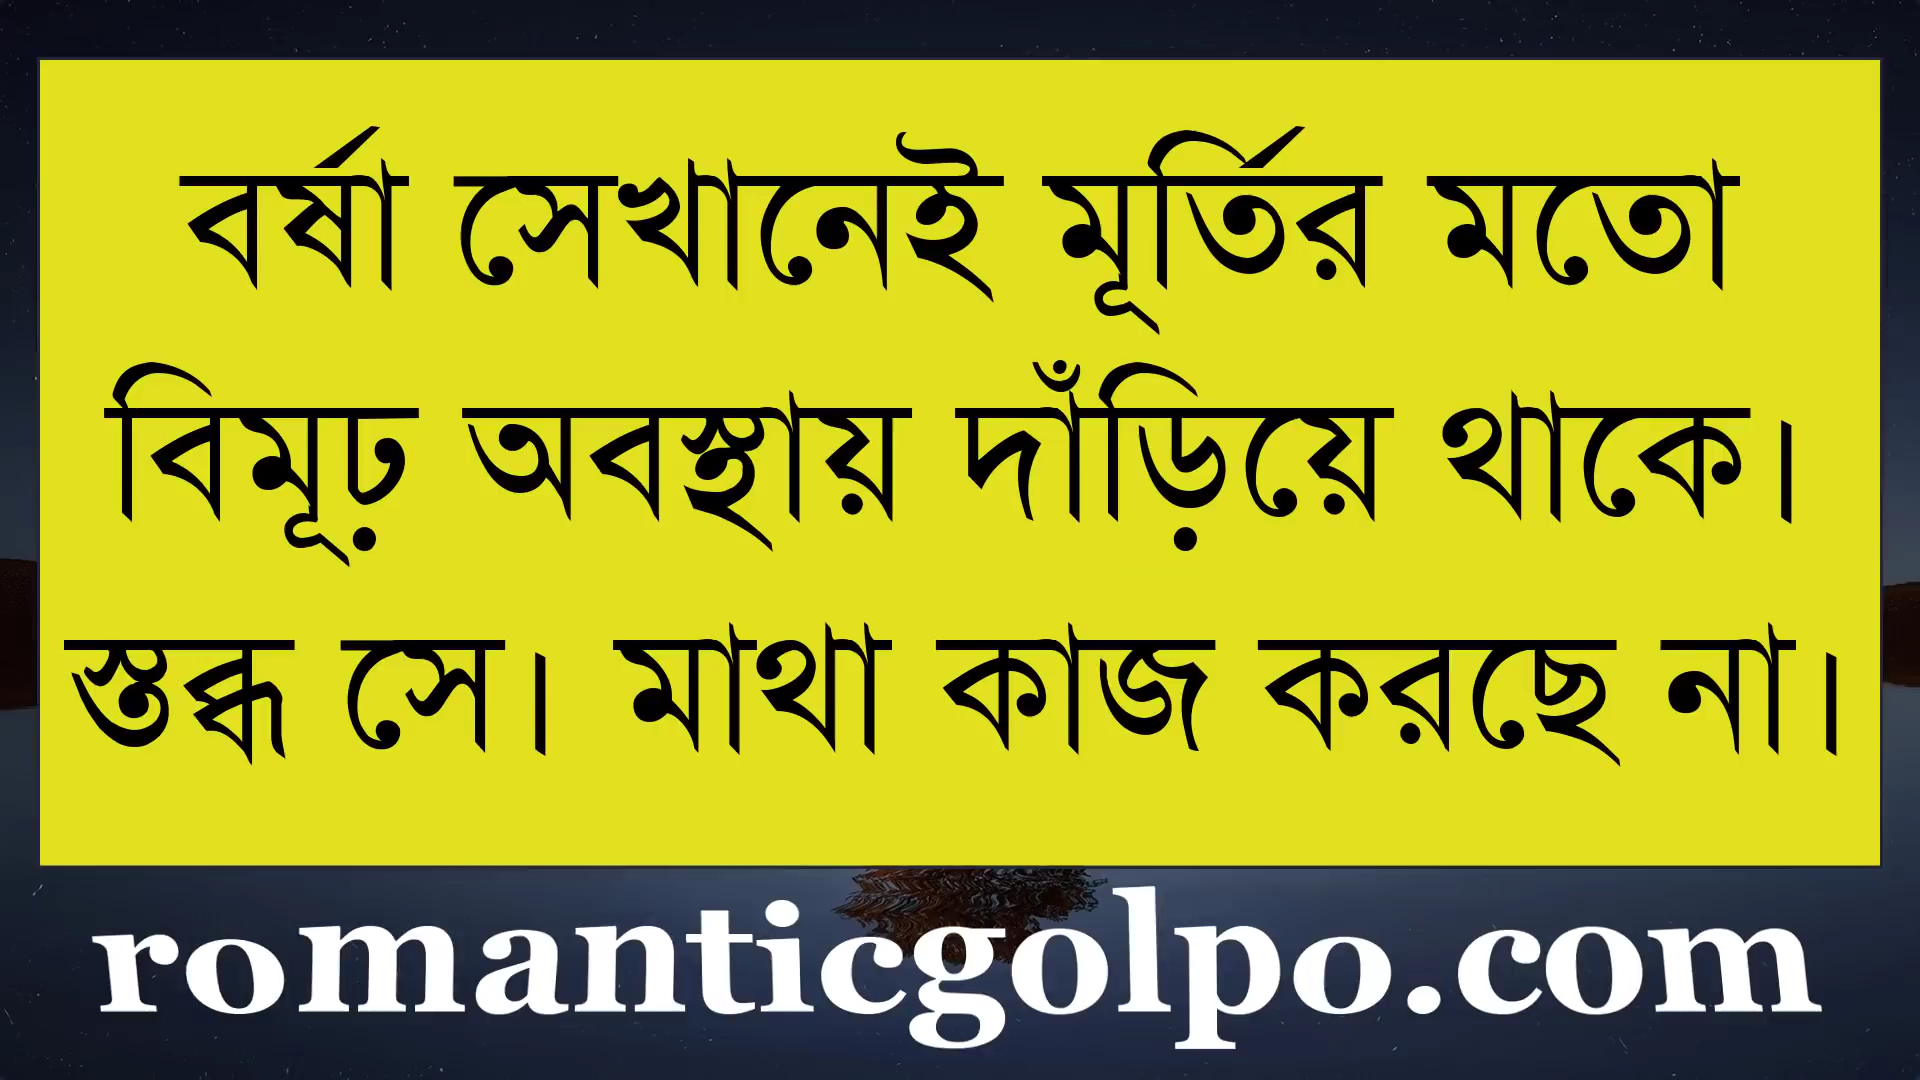 বর্ষা সেখানেই মূর্তির মতো
বিমূঢ় অবস্থায় দাঁড়িয়ে থাকে।
স্তব্ধ সে। মাথা কাজ করছে না।
romanticgolpo.com